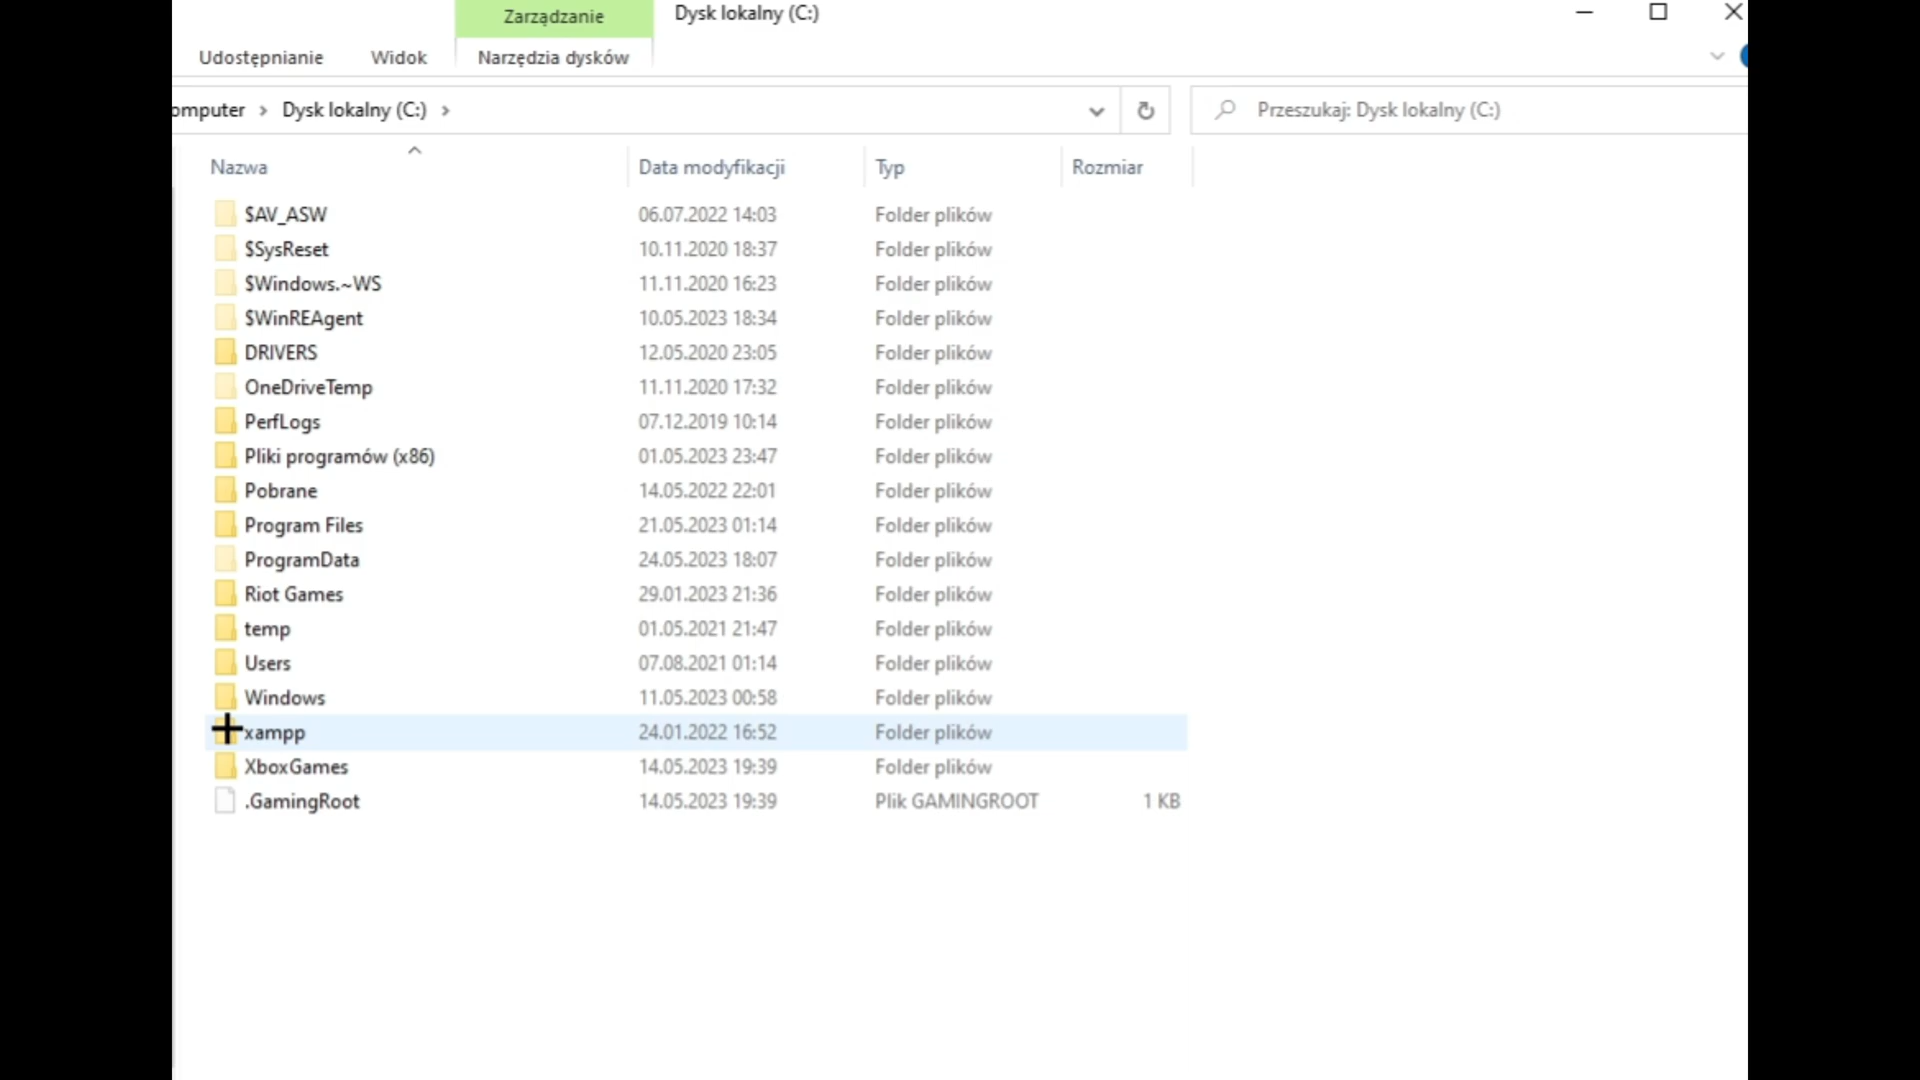 Zarządzanie
Dysk lokalny (C:)
Udostępnianie
Widok
Narzędzia dysków
omputer > Dysk lokalny (C:) >
Przeszukaj: Dysk lokalny (C:)
Nazwa Data modyfikacji Typ Rozmiar
$AV_ASW 06.07.2022 14:03 Folder plików
$SysReset 10.11.2020 18:37 Folder plików
$Windows.~WS 11.11.2020 16:23 Folder plików
$WinREAgent 10.05.2023 18:34 Folder plików
DRIVERS 12.05.2020 23:05 Folder plików
OneDriveTemp 11.11.2020 17:32 Folder plików
PerfLogs 07.12.2019 10:14 Folder plików
Pliki programów (x86) 01.05.2023 23:47 Folder plików
Pobrane 14.05.2022 22:01 Folder plików
Program Files 21.05.2023 01:14 Folder plików
ProgramData 24.05.2023 18:07 Folder plików
Riot Games 29.01.2023 21:36 Folder plików
temp 01.05.2021 21:47 Folder plików
Users 07.08.2021 01:14 Folder plików
Windows 11.05.2023 00:58 Folder plików
xampp 24.01.2022 16:52 Folder plików
XboxGames 14.05.2023 19:39 Folder plików
.GamingRoot 14.05.2023 19:39 Plik GAMINGROOT 1 KB